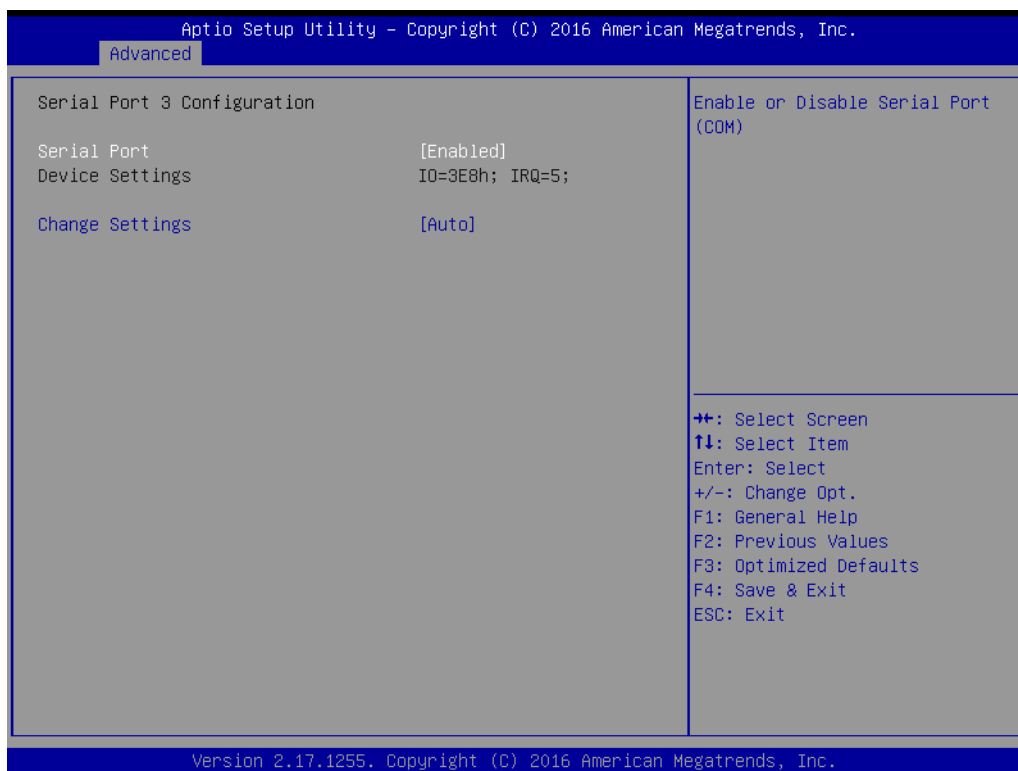 Aptio Setup Utility – Copyright (C) 2016 American Megatrends, Inc.
Advanced
Serial Port 3 Configuration
Serial Port [Enabled]
Device Settings IO=3E8h; IRQ=5;
Change Settings [Auto]
Enable or Disable Serial Port
(COM)
→←: Select Screen
↑↓: Select Item
Enter: Select
+/-: Change Opt.
F1: General Help
F2: Previous Values
F3: Optimized Defaults
F4: Save & Exit
ESC: Exit
Version 2.17.1255. Copyright (C) 2016 American Megatrends, Inc.